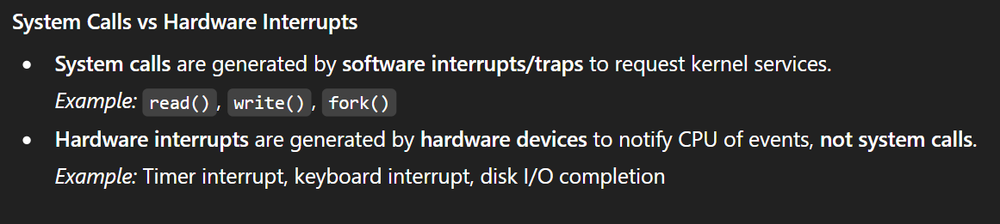 System Calls vs Hardware Interrupts
• System calls are generated by software interrupts/traps to request kernel services.
Example: read(), write(), fork()
• Hardware interrupts are generated by hardware devices to notify CPU of events, not system calls.
Example: Timer interrupt, keyboard interrupt, disk I/O completion